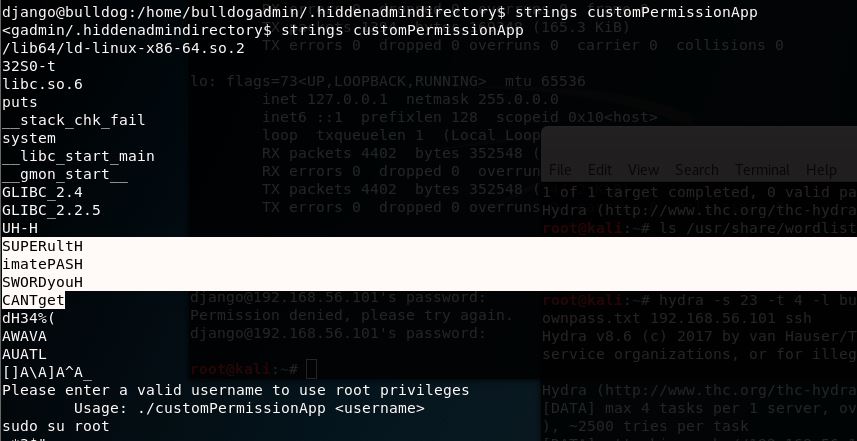 django@bulldog:/home/bulldogadmin/.hiddenadmindirectory$ strings customPermissionApp
<gadmin/.hiddenadmindirectory$ strings customPermissionApp
/lib64/ld-linux-x86-64.so.2
32S0-t
libc.so.6
puts
__stack_chk_fail
system
__libc_start_main
__gmon_start__
GLIBC_2.4
GLIBC_2.2.5
UH-H
SUPERultH
imatePASH
SWORDyouH
CANTget
dH34%(
AWAVA
AUATL
[]A\A]A^A_
Please enter a valid username to use root privileges
Usage: ./customPermissionApp <username>
sudo su root
TX errors 0 dropped 0 overruns 0 carrier 0 collisions 0
lo: flags=73<UP,LOOPBACK,RUNNING> mtu 65536
inet 127.0.0.1 netmask 255.0.0.0
inet6 ::1 prefixlen 128 scopeid 0x10<host>
loop txqueuelen 1 (Local Loop
RX packets 4402 bytes 352548 (
RX errors 0 dropped 0 overrun
TX packets 4402 bytes 352548 (
TX errors 0 dropped 0 overruns
django@192.168.56.101's password:
Permission denied, please try again.
django@192.168.56.101's password:
root@kali:~#
File Edit View Search Terminal Help
1 of 1 target completed, 0 valid pa
Hydra (http://www.thc.org/thc-hydra
root@kali:~# ls /usr/share/wordlist
root@kali:~# hydra -s 23 -t 4 -l bu
ownpass.txt 192.168.56.101 ssh
Hydra v8.6 (c) 2017 by van Hauser/T
service organizations, or for illeg
Hydra (http://www.thc.org/thc-hydra
[DATA] max 4 tasks per 1 server, ov
), ~2500 tries per task